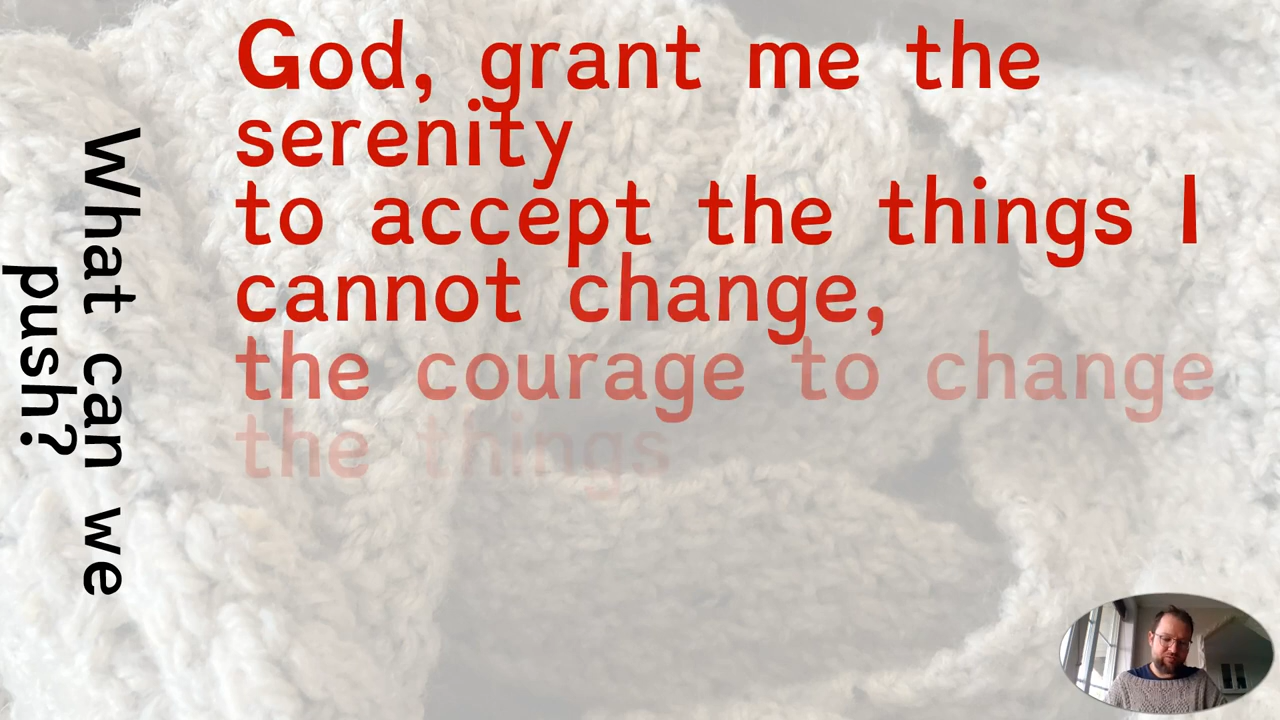 What can we
push?
God, grant me the
serenity
to accept the things I
cannot change,
the courage to change
the things